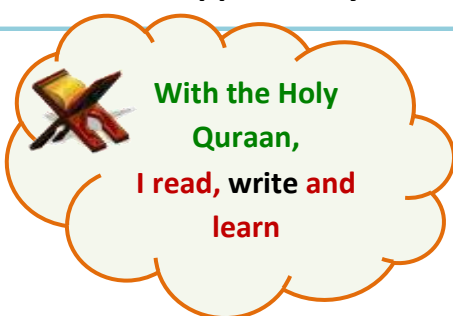 With the Holy
Quraan,
I read, write and
learn